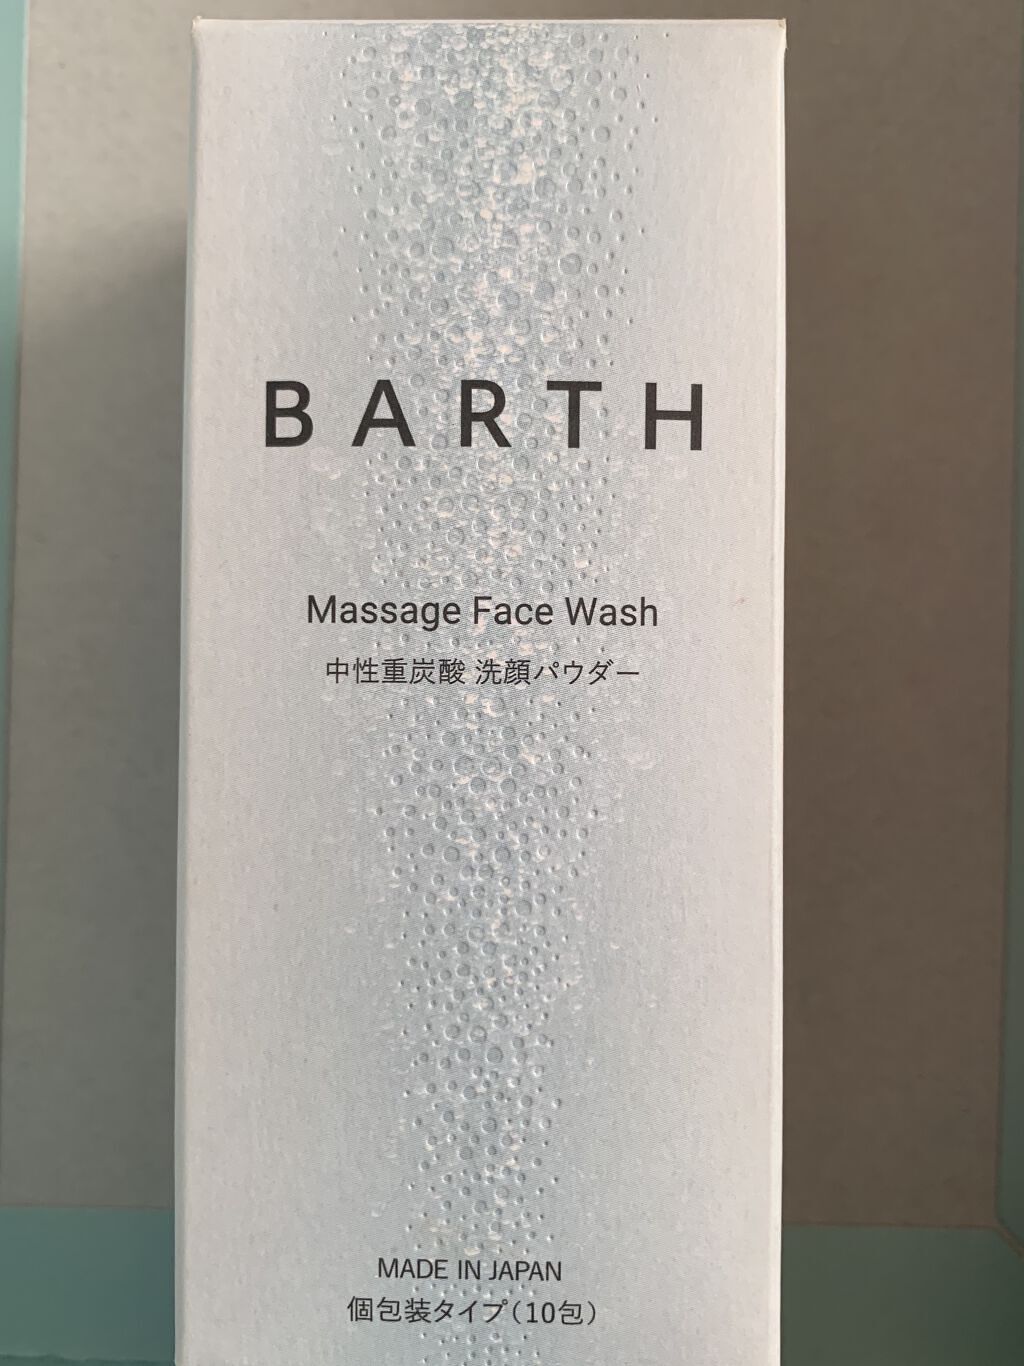 BARTH
Massage Face Wash
中性重炭酸 洗顔パウダー
MADE IN JAPAN
個包装タイプ（10包）